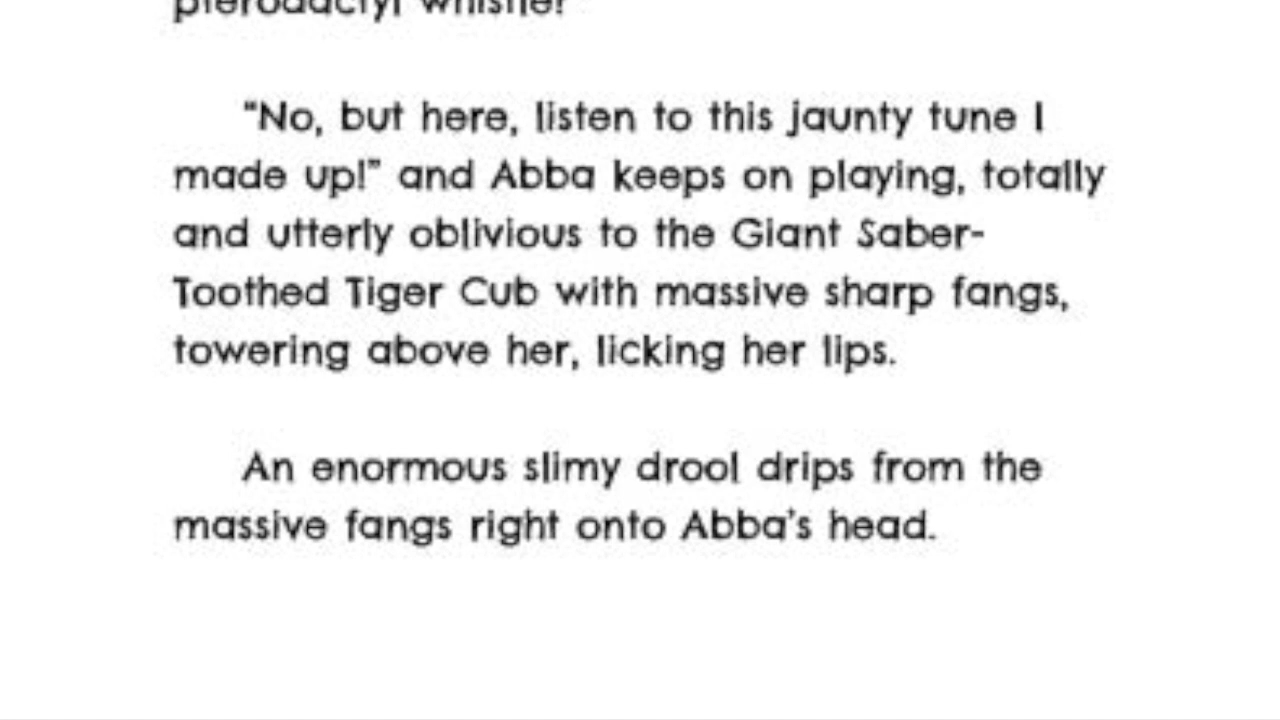 pterodactyl whistle!"
"No, but here, listen to this jaunty tune I
made up!" and Abba keeps on playing, totally
and utterly oblivious to the Giant Saber-
Toothed Tiger Cub with massive sharp fangs,
towering above her, licking her lips.
An enormous slimy drool drips from the
massive fangs right onto Abba's head.